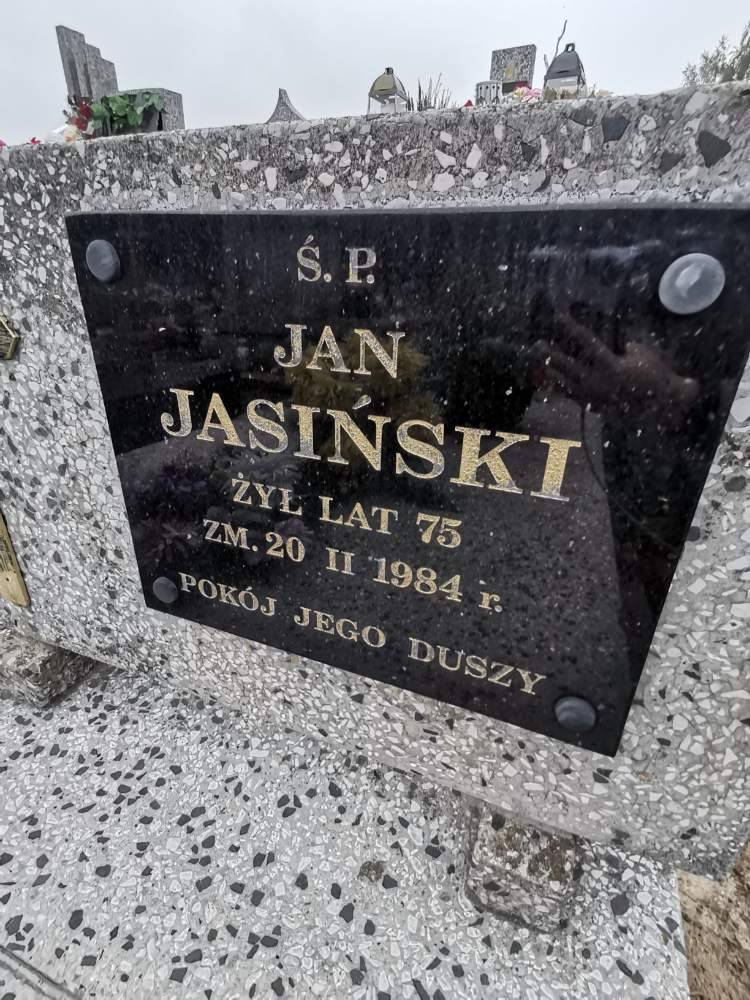 Ś. P.
JAN
JASIŃSKI
ŻYŁ LAT 75
ZM. 20 II 1984 r.
POKÓJ JEGO DUSZY